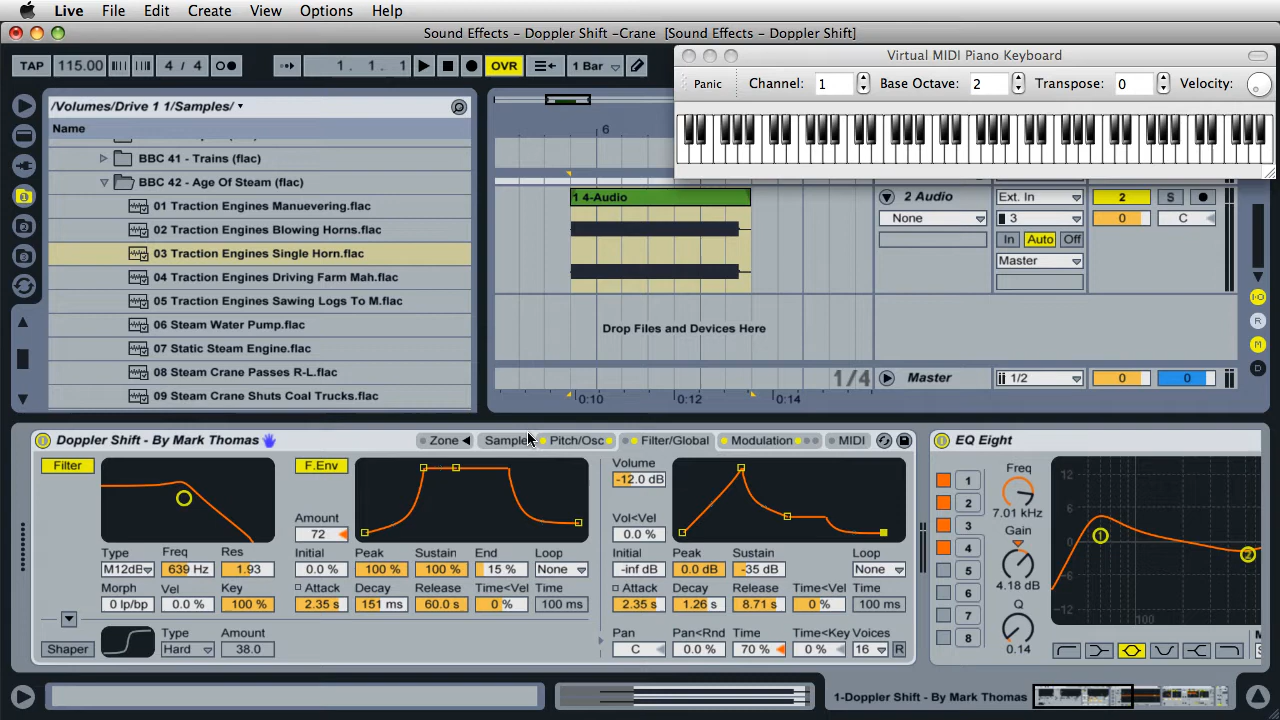 Live File Edit Create View Options Help
Sound Effects - Doppler Shift -Crane [Sound Effects - Doppler Shift]
TAP 115.00 4 / 4 1. 1. 1 OVR 1 Bar
Virtual MIDI Piano Keyboard
Panic Channel: 1 Base Octave: 2 Transpose: 0 Velocity:
/Volumes/Drive 1 1/Samples/
Name
BBC 41 - Trains (flac)
BBC 42 - Age Of Steam (flac)
01 Traction Engines Manuevering.flac
02 Traction Engines Blowing Horns.flac
03 Traction Engines Single Horn.flac
04 Traction Engines Driving Farm Mah.flac
05 Traction Engines Sawing Logs To M.flac
06 Steam Water Pump.flac
07 Static Steam Engine.flac
08 Steam Crane Passes R-L.flac
09 Steam Crane Shuts Coal Trucks.flac
6
1 4-Audio
Drop Files and Devices Here
1/4
0:10 0:12 0:14
2 Audio Ext. In 2 S
None 3 0 C
In Auto Off
Master
Master 1/2 0 0
I·O
R
M
D
Doppler Shift - By Mark Thomas Zone Sample Pitch/Osc Filter/Global Modulation MIDI
Filter F.Env Volume
-12.0 dB
Amount Vol<Vel
72 0.0 %
Type Freq Res Initial Peak Sustain End Loop Initial Peak Sustain Loop
M12dB 639 Hz 1.93 0.0 % 100 % 100 % 15 % None -inf dB 0.0 dB -35 dB None
Morph Vel Key Attack Decay Release Time<Vel Time Attack Decay Release Time<Vel Time
0 lp/bp 0.0 % 100 % 2.35 s 151 ms 60.0 s 0 % 100 ms 2.35 s 1.26 s 8.71 s 0 % 100 ms
Shaper Type Amount Pan Pan<Rnd Time Time<Key Voices
Hard 38.0 C 0.0 % 70 % 0 % 16 R
EQ Eight
1
2
3
4
5
6
7
8
Freq
7.01 kHz
Gain
4.18 dB
Q
0.14
12
6
0
-6
-12
100
1
2
1-Doppler Shift - By Mark Thomas